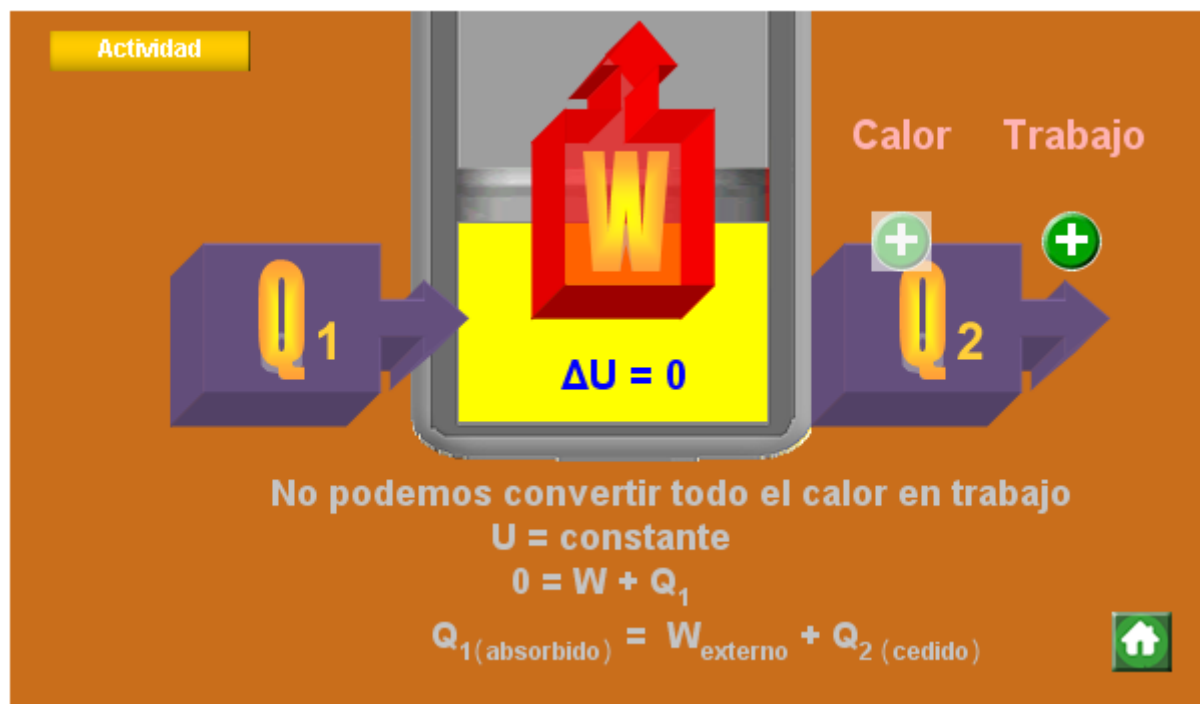 Actividad
Calor Trabajo
W
Q1
Q2
ΔU = 0
No podemos convertir todo el calor en trabajo
U = constante
0 = W + Q1
Q1(absorbido) = Wexterno + Q2 (cedido)